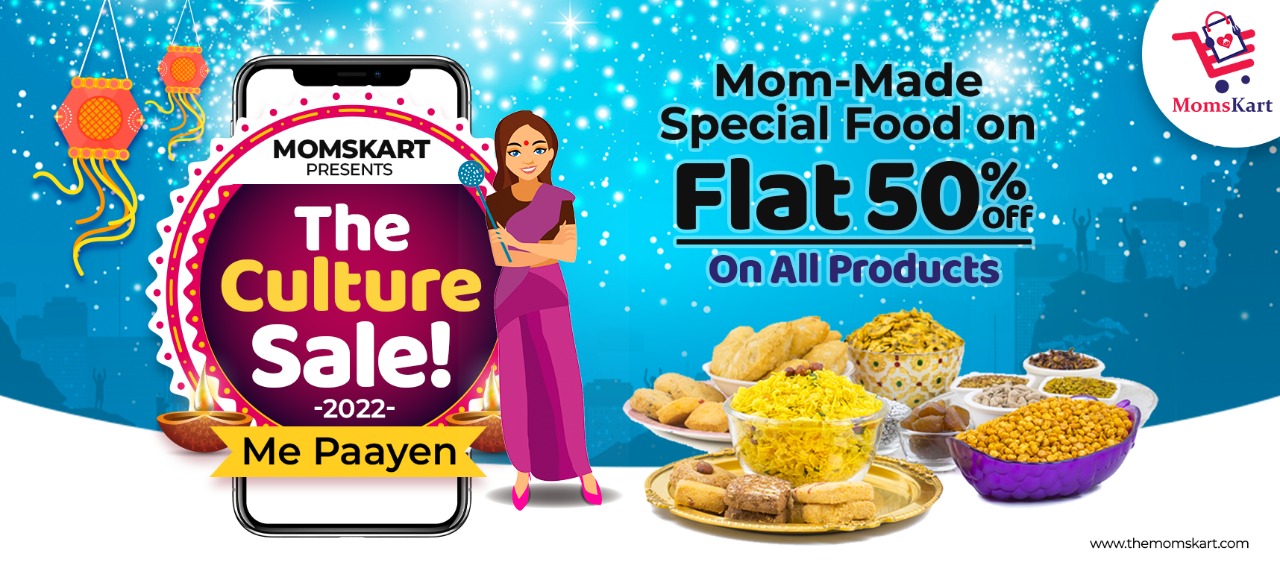 MOMSKART
PRESENTS
The
Culture
Sale!
-2022-
Me Paayen
Mom-Made
Special Food on
Flat 50% Off
On All Products
MomsKart
www.themomskart.com